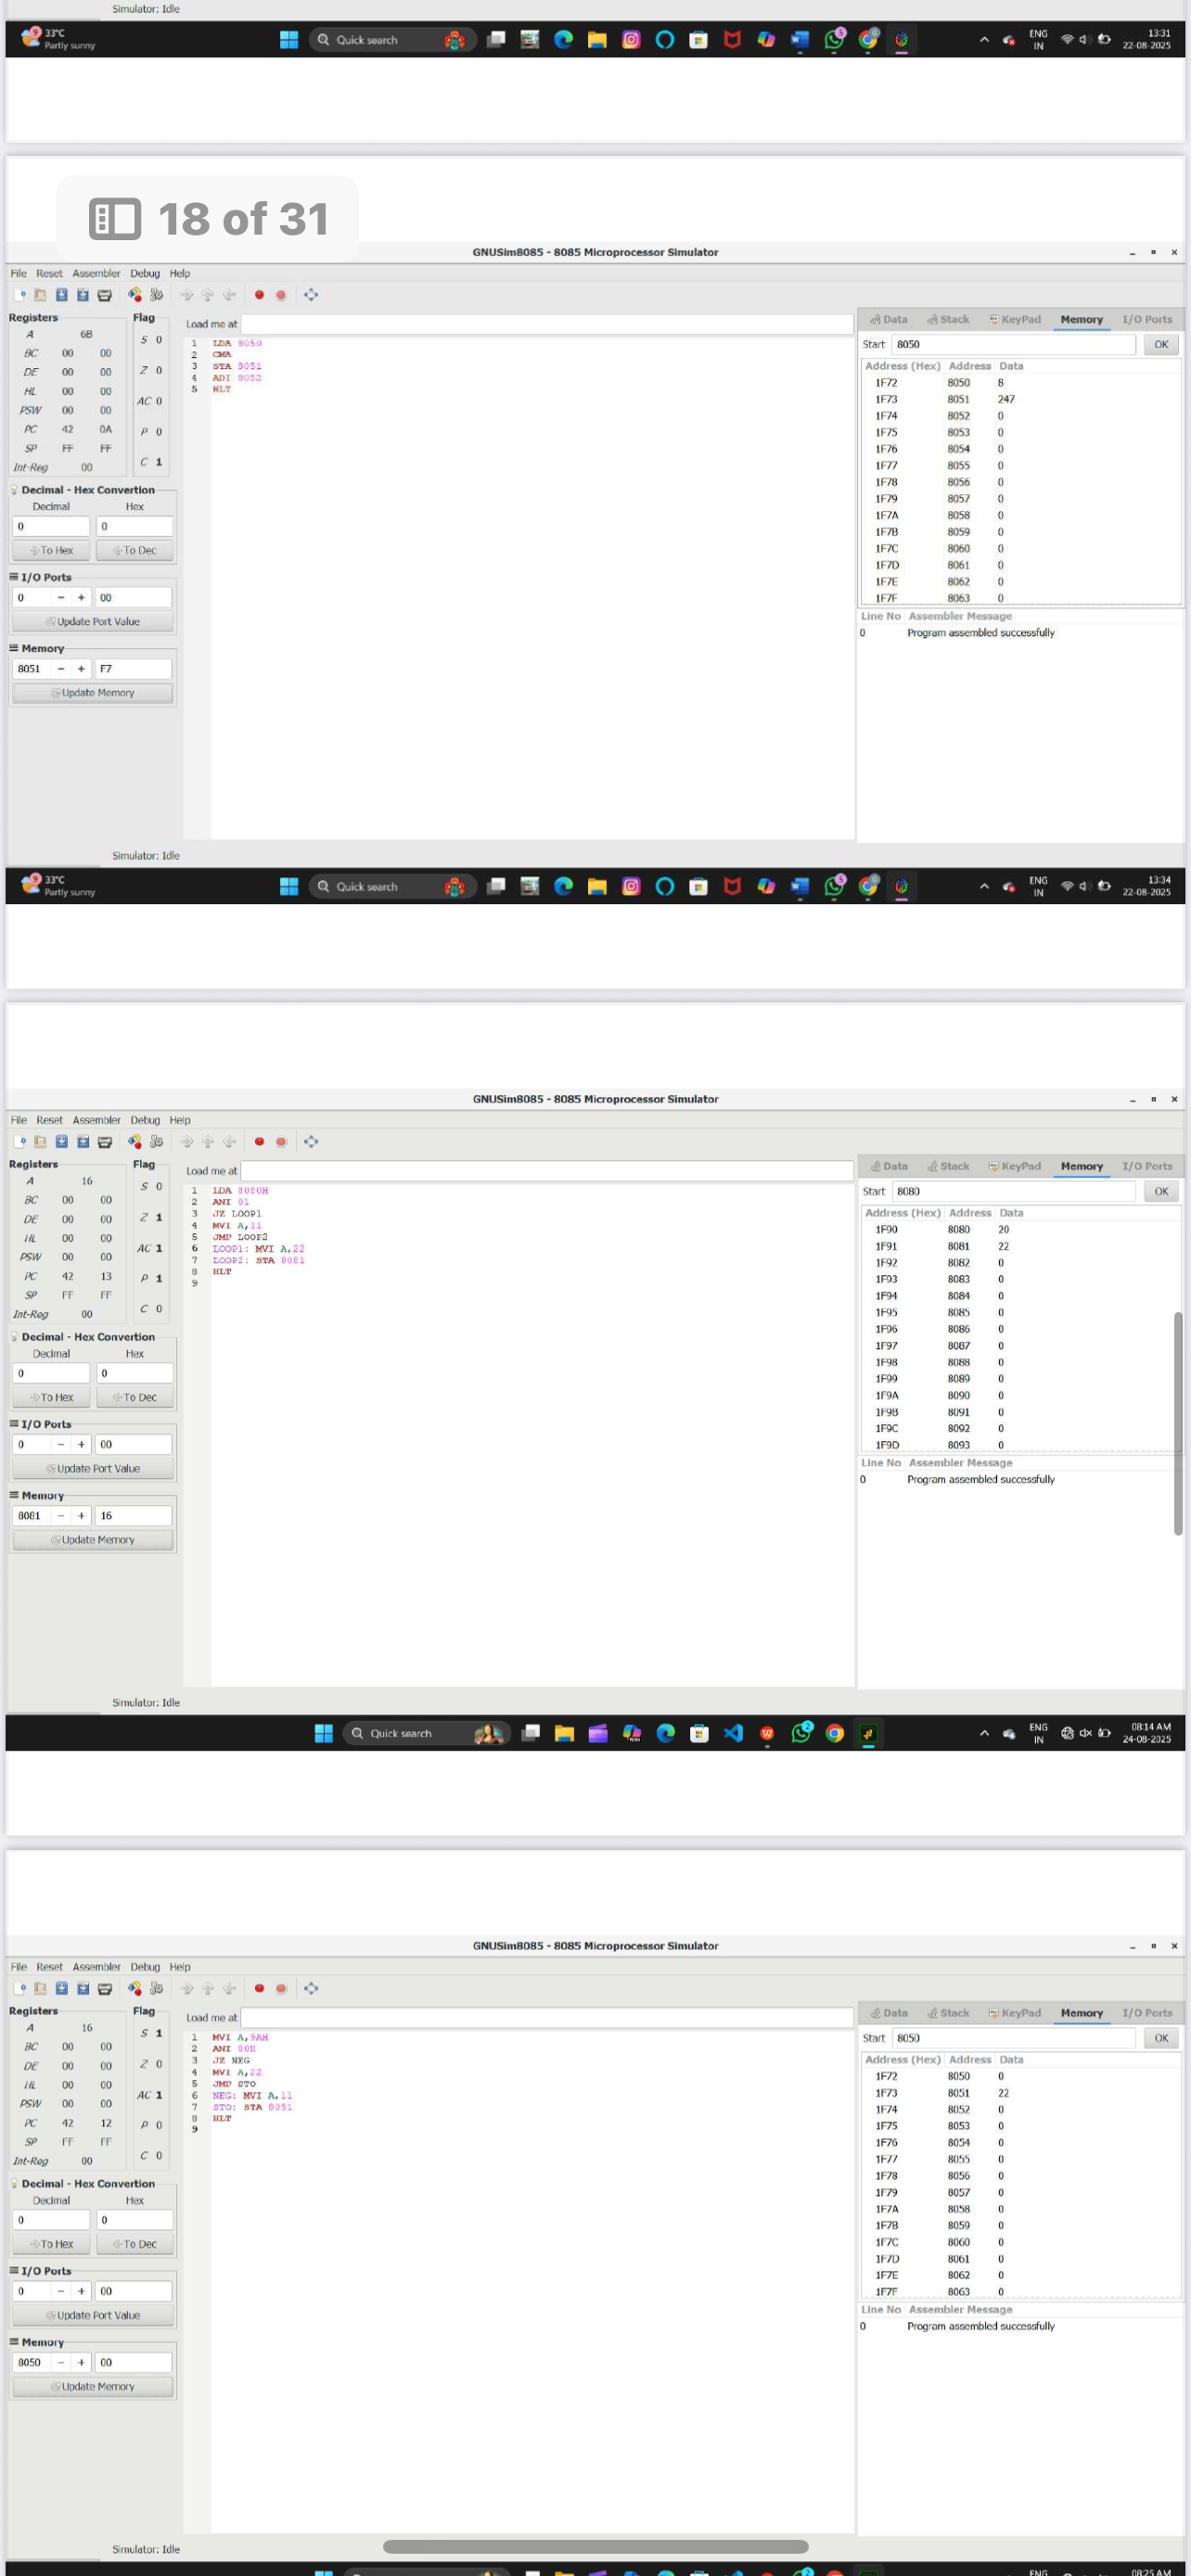 Simulator: Idle
33°C
Partly sunny
Quick search
ENG
IN
13:31
22-08-2025
18 of 31
GNUSim8085 - 8085 Microprocessor Simulator
File Reset Assembler Debug Help
Registers
A 6B
BC 00 00
DE 00 00
HL 00 00
PSW 00 00
PC 42 0A
SP FF FF
Int-Reg 00
Flag
S 0
Z 0
AC 0
P 0
C 1
Decimal - Hex Convertion
Decimal Hex
0 0
To Hex To Dec
I/O Ports
0 - + 00
Update Port Value
Memory
8051 - + F7
Update Memory
Load me at
1 LDA 8050
2 CMA
3 STA 8051
4 ADI 8052
5 HLT
Data Stack KeyPad Memory I/O Ports
Start 8050 OK
Address (Hex) Address Data
1F72 8050 8
1F73 8051 247
1F74 8052 0
1F75 8053 0
1F76 8054 0
1F77 8055 0
1F78 8056 0
1F79 8057 0
1F7A 8058 0
1F7B 8059 0
1F7C 8060 0
1F7D 8061 0
1F7E 8062 0
1F7F 8063 0
Line No Assembler Message
0 Program assembled successfully
Simulator: Idle
33°C
Partly sunny
Quick search
ENG
IN
13:34
22-08-2025
GNUSim8085 - 8085 Microprocessor Simulator
File Reset Assembler Debug Help
Registers
A 16
BC 00 00
DE 00 00
HL 00 00
PSW 00 00
PC 42 13
SP FF FF
Int-Reg 00
Flag
S 0
Z 1
AC 1
P 1
C 0
Decimal - Hex Convertion
Decimal Hex
0 0
To Hex To Dec
I/O Ports
0 - + 00
Update Port Value
Memory
8081 - + 16
Update Memory
Load me at
1 LDA 8080H
2 ANI 01
3 JZ LOOP1
4 MVI A,11
5 JMP LOOP2
6 LOOP1: MVI A,22
7 LOOP2: STA 8081
8 HLT
9
Data Stack KeyPad Memory I/O Ports
Start 8080 OK
Address (Hex) Address Data
1F90 8080 20
1F91 8081 22
1F92 8082 0
1F93 8083 0
1F94 8084 0
1F95 8085 0
1F96 8086 0
1F97 8087 0
1F98 8088 0
1F99 8089 0
1F9A 8090 0
1F9B 8091 0
1F9C 8092 0
1F9D 8093 0
Line No Assembler Message
0 Program assembled successfully
Simulator: Idle
Quick search
ENG
IN
08:14 AM
24-08-2025
GNUSim8085 - 8085 Microprocessor Simulator
File Reset Assembler Debug Help
Registers
A 16
BC 00 00
DE 00 00
HL 00 00
PSW 00 00
PC 42 12
SP FF FF
Int-Reg 00
Flag
S 1
Z 0
AC 1
P 0
C 0
Decimal - Hex Convertion
Decimal Hex
0 0
To Hex To Dec
I/O Ports
0 - + 00
Update Port Value
Memory
8050 - + 00
Update Memory
Load me at
1 MVI A,9AH
2 ANI 80H
3 JZ NEG
4 MVI A,22
5 JMP STO
6 NEG: MVI A,11
7 STO: STA 8051
8 HLT
9
Data Stack KeyPad Memory I/O Ports
Start 8050 OK
Address (Hex) Address Data
1F72 8050 0
1F73 8051 22
1F74 8052 0
1F75 8053 0
1F76 8054 0
1F77 8055 0
1F78 8056 0
1F79 8057 0
1F7A 8058 0
1F7B 8059 0
1F7C 8060 0
1F7D 8061 0
1F7E 8062 0
1F7F 8063 0
Line No Assembler Message
0 Program assembled successfully
Simulator: Idle
ENG
08:25 AM